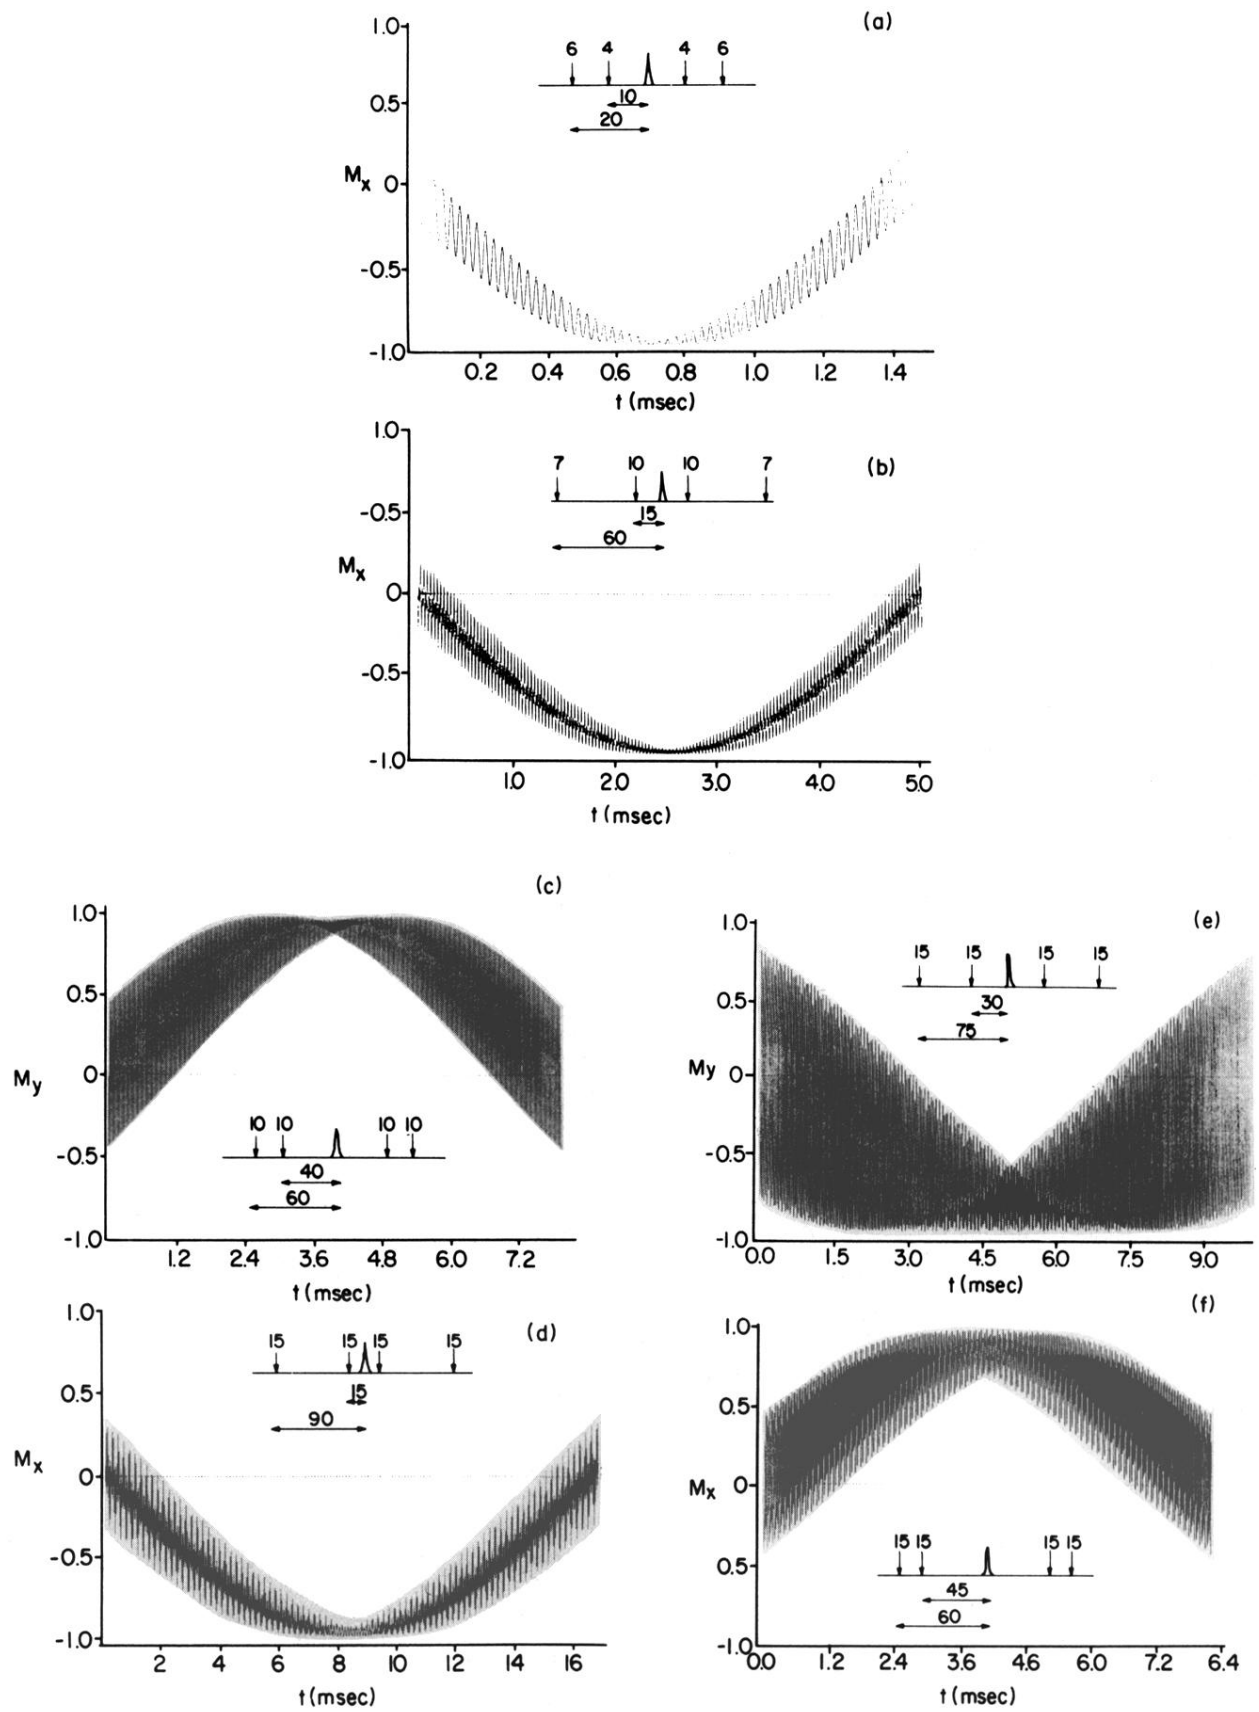 (a)
1.0
0.5
0
-0.5
-1.0
Mx
6 4 4 6
10
20
0.2 0.4 0.6 0.8 1.0 1.2 1.4
t (msec)
(b)
1.0
-0.5
0
-0.5
-1.0
Mx
7 10 10 7
15
60
1.0 2.0 3.0 4.0 5.0
t (msec)
(c)
1.0
0.5
0
-0.5
-1.0
My
10 10 10 10
40
60
1.2 2.4 3.6 4.8 6.0 7.2
t (msec)
(d)
1.0
0.5
0
-0.5
-1.0
Mx
15 15 15 15
15
90
2 4 6 8 10 12 14 16
t (msec)
(e)
1.0
0.5
0
-0.5
-1.0
My
15 15 15 15
30
75
0.0 1.5 3.0 4.5 6.0 7.5 9.0
t (msec)
(f)
1.0
0.5
0
0.5
-1.0
Mx
15 15 15 15
45
60
0.0 1.2 2.4 3.6 4.6 6.0 7.2 6.4
t (msec)